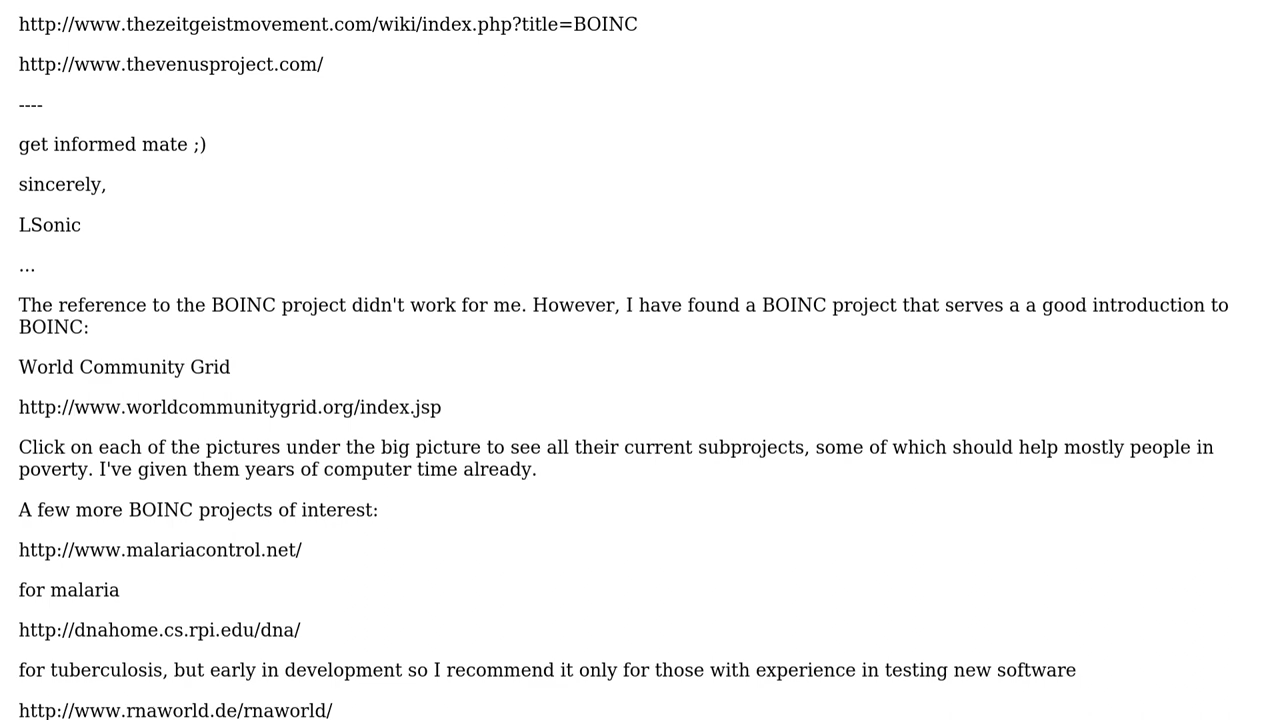 http://www.thezeitgeistmovement.com/wiki/index.php?title=BOINC
http://www.thevenusproject.com/
----
get informed mate ;)
sincerely,
LSonic
...
The reference to the BOINC project didn't work for me. However, I have found a BOINC project that serves a a good introduction to
BOINC:
World Community Grid
http://www.worldcommunitygrid.org/index.jsp
Click on each of the pictures under the big picture to see all their current subprojects, some of which should help mostly people in
poverty. I've given them years of computer time already.
A few more BOINC projects of interest:
http://www.malariacontrol.net/
for malaria
http://dnahome.cs.rpi.edu/dna/
for tuberculosis, but early in development so I recommend it only for those with experience in testing new software
http://www.rnaworld.de/rnaworld/